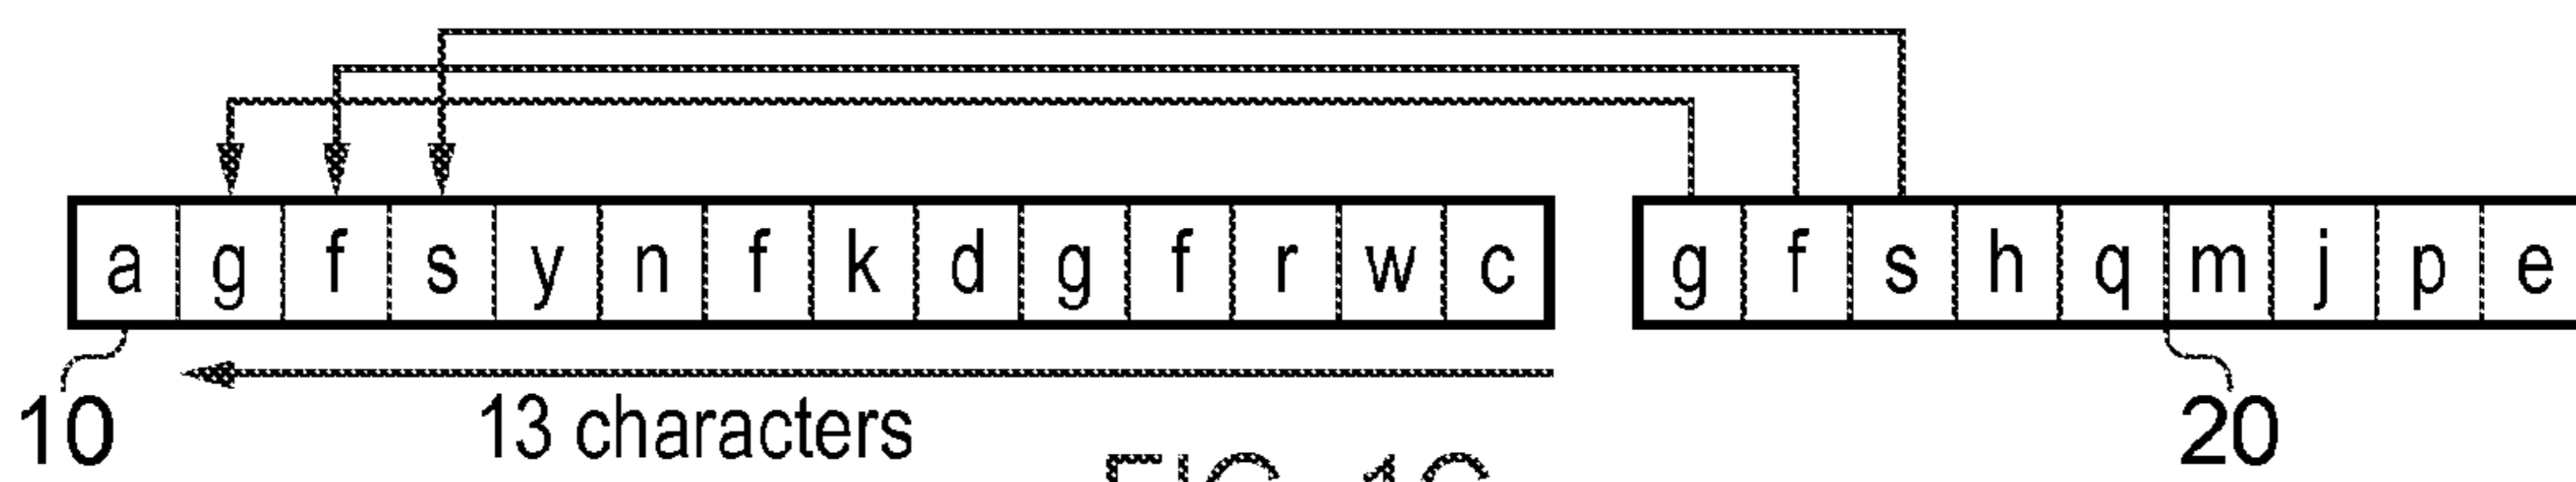 a g f s y n f k d g f r w c g f s h q m j p e
10 13 characters 20